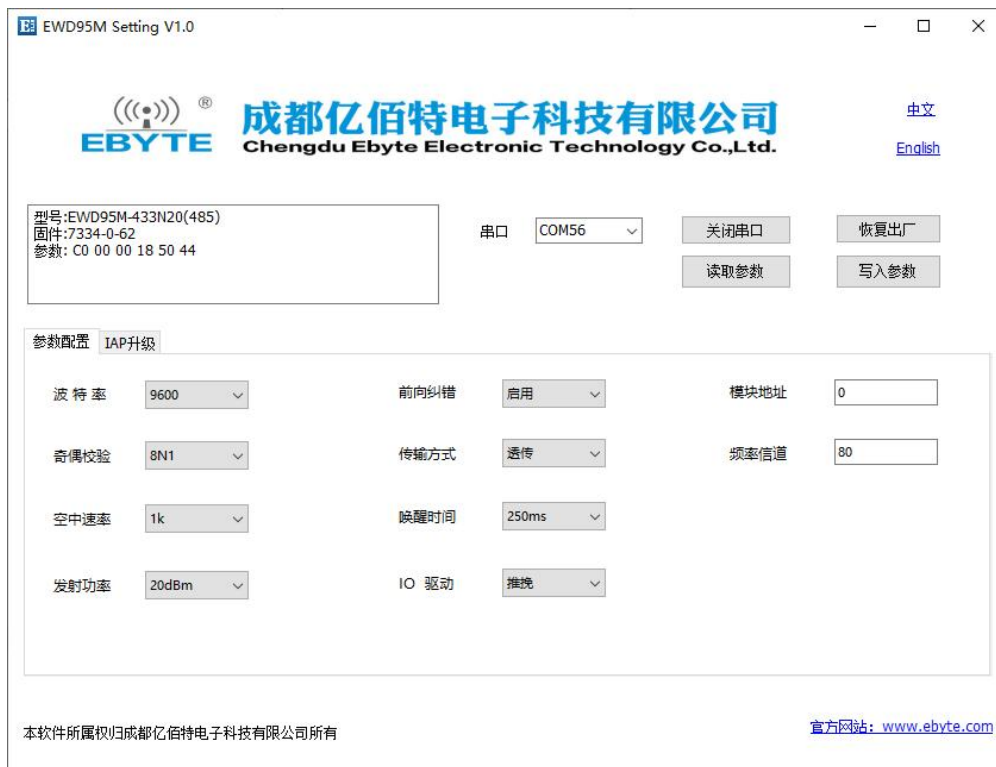 EWD95M Setting V1.0
®
EBYTE
成都亿佰特电子科技有限公司
Chengdu Ebyte Electronic Technology Co.,Ltd.
中文
English
型号:EWD95M-433N20(485)
固件:7334-0-62
参数: C0 00 00 18 50 44
串口 COM56 关闭串口 恢复出厂
读取参数 写入参数
参数配置 IAP升级
波 特 率 9600 前向纠错 启用 模块地址 0
奇偶校验 8N1 传输方式 透传 频率信道 80
空中速率 1k 唤醒时间 250ms
发射功率 20dBm IO 驱动 推挽
本软件所属权归成都亿佰特电子科技有限公司所有
官方网站：www.ebyte.com